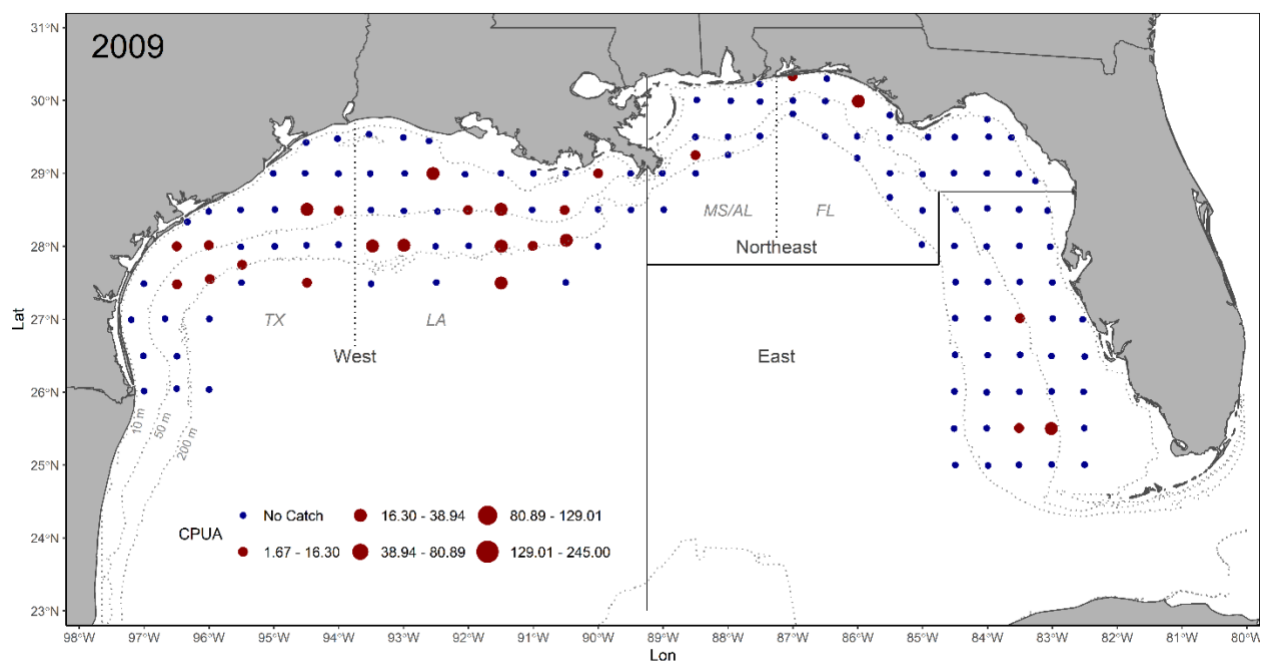 2009
31°N
30°N
29°N
28°N
27°N
26°N
25°N
24°N
23°N
Lat
MS/AL
FL
Northeast
TX
LA
West
East
10 m
50 m
200 m
CPUA
No Catch
16.30 - 38.94
80.89 - 129.01
1.67 - 16.30
38.94 - 80.89
129.01 - 245.00
98°W 97°W 96°W 95°W 94°W 93°W 92°W 91°W 90°W 89°W 88°W 87°W 86°W 85°W 84°W 83°W 82°W 81°W 80°W
Lon